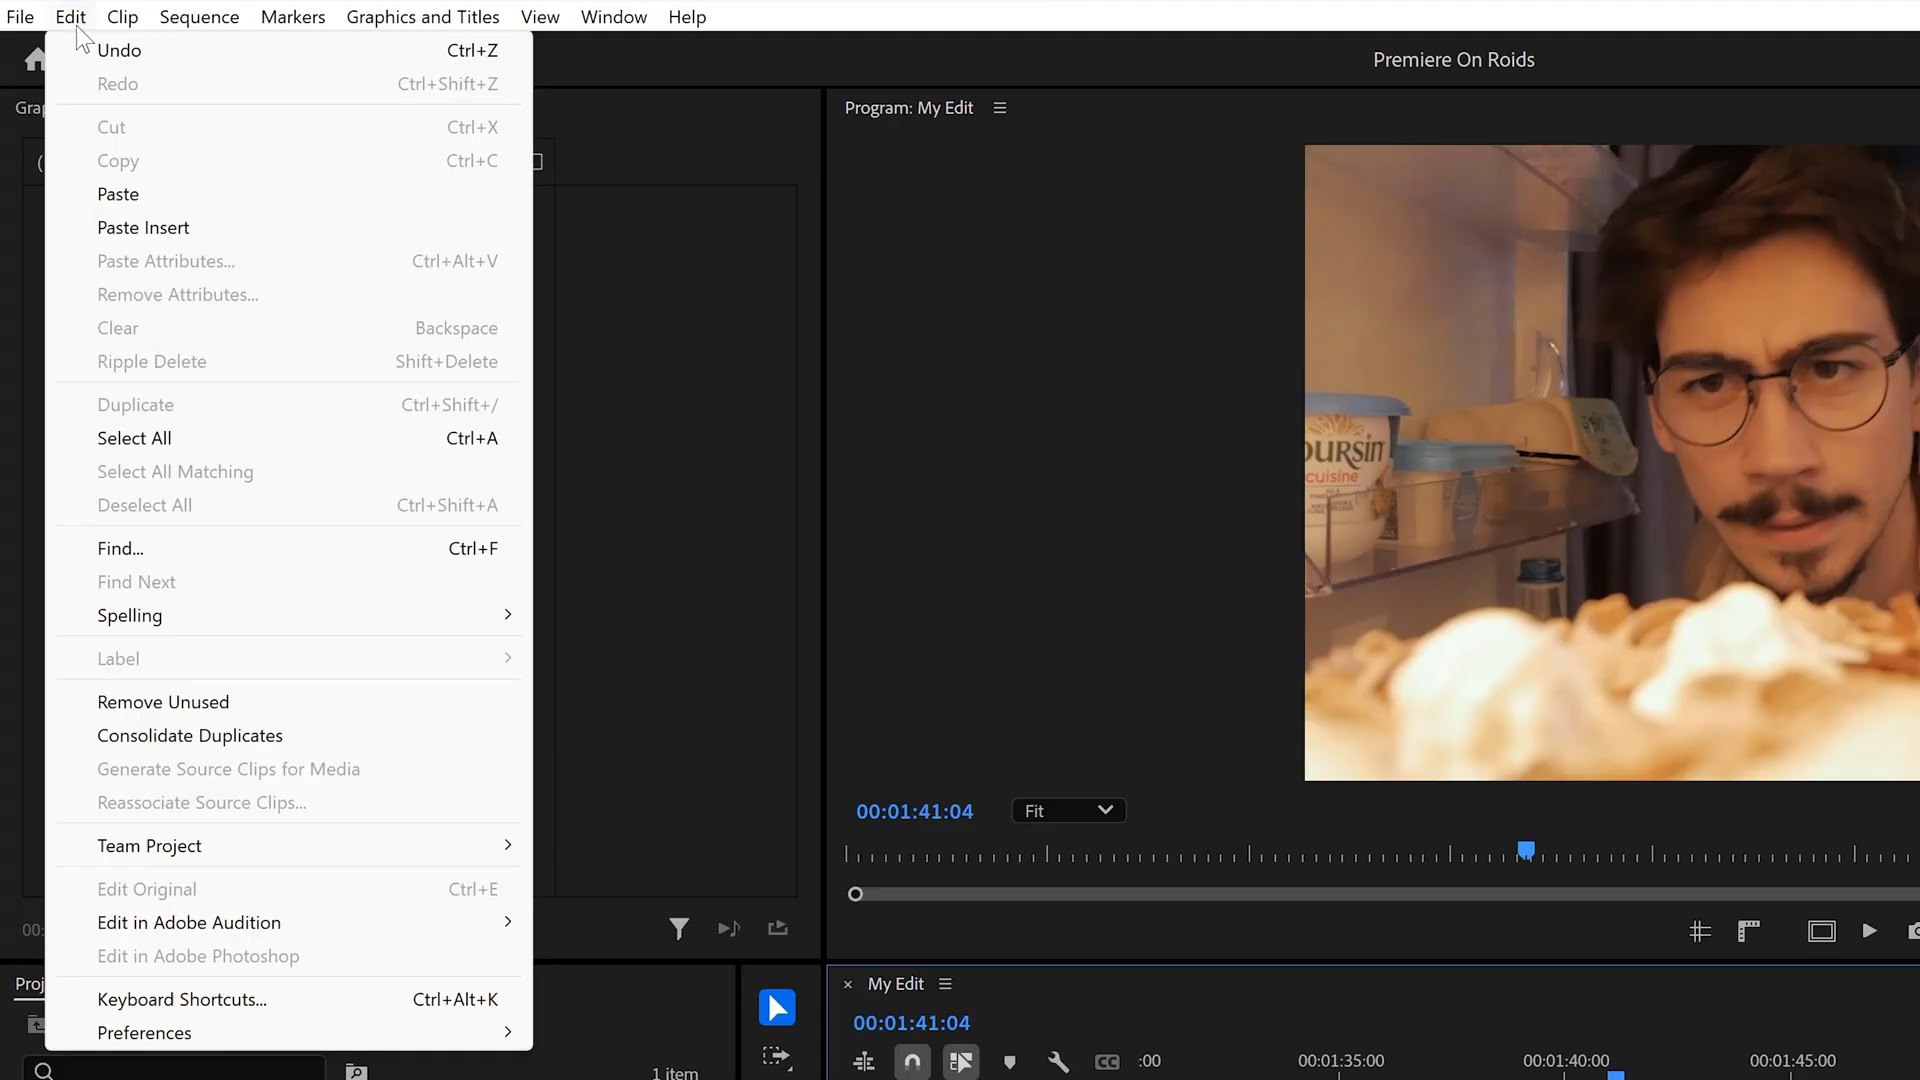 File Edit Clip Sequence Markers Graphics and Titles View Window Help
Premiere On Roids
Undo Ctrl+Z
Redo Ctrl+Shift+Z
Cut Ctrl+X
Copy Ctrl+C
Paste
Paste Insert
Paste Attributes... Ctrl+Alt+V
Remove Attributes...
Clear Backspace
Ripple Delete Shift+Delete
Duplicate Ctrl+Shift+/
Select All Ctrl+A
Select All Matching
Deselect All Ctrl+Shift+A
Find... Ctrl+F
Find Next
Spelling
Label
Remove Unused
Consolidate Duplicates
Generate Source Clips for Media
Reassociate Source Clips...
Team Project
Edit Original Ctrl+E
Edit in Adobe Audition
Edit in Adobe Photoshop
Keyboard Shortcuts... Ctrl+Alt+K
Preferences
Grap
(
00:
Proj
1 item
Program: My Edit
OURSIN
cuisine
00:01:41:04 Fit
× My Edit
00:01:41:04
CC :00 00:01:35:00 00:01:40:00 00:01:45:00